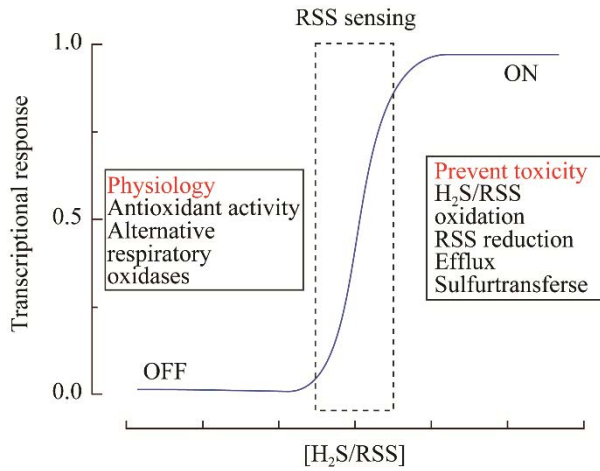 RSS sensing
1.0
ON
Prevent toxicity
H₂S/RSS
oxidation
RSS reduction
Efflux
Sulfurtransferse
Physiology
Antioxidant activity
Alternative
respiratory
oxidases
0.5
Transcriptional response
OFF
0.0
[H₂S/RSS]